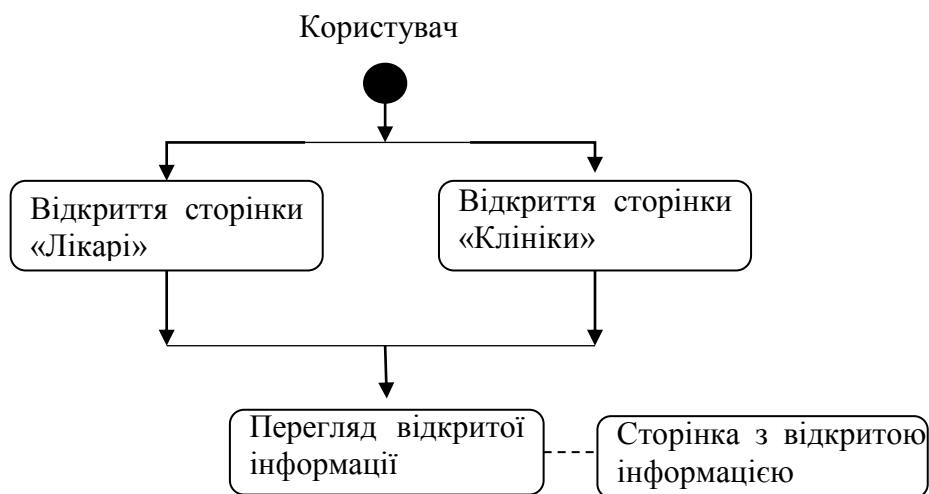 Користувач
Відкриття сторінки
«Лікарі»
Відкриття сторінки
«Клініки»
Перегляд відкритої
інформації
Сторінка з відкритою
інформацією